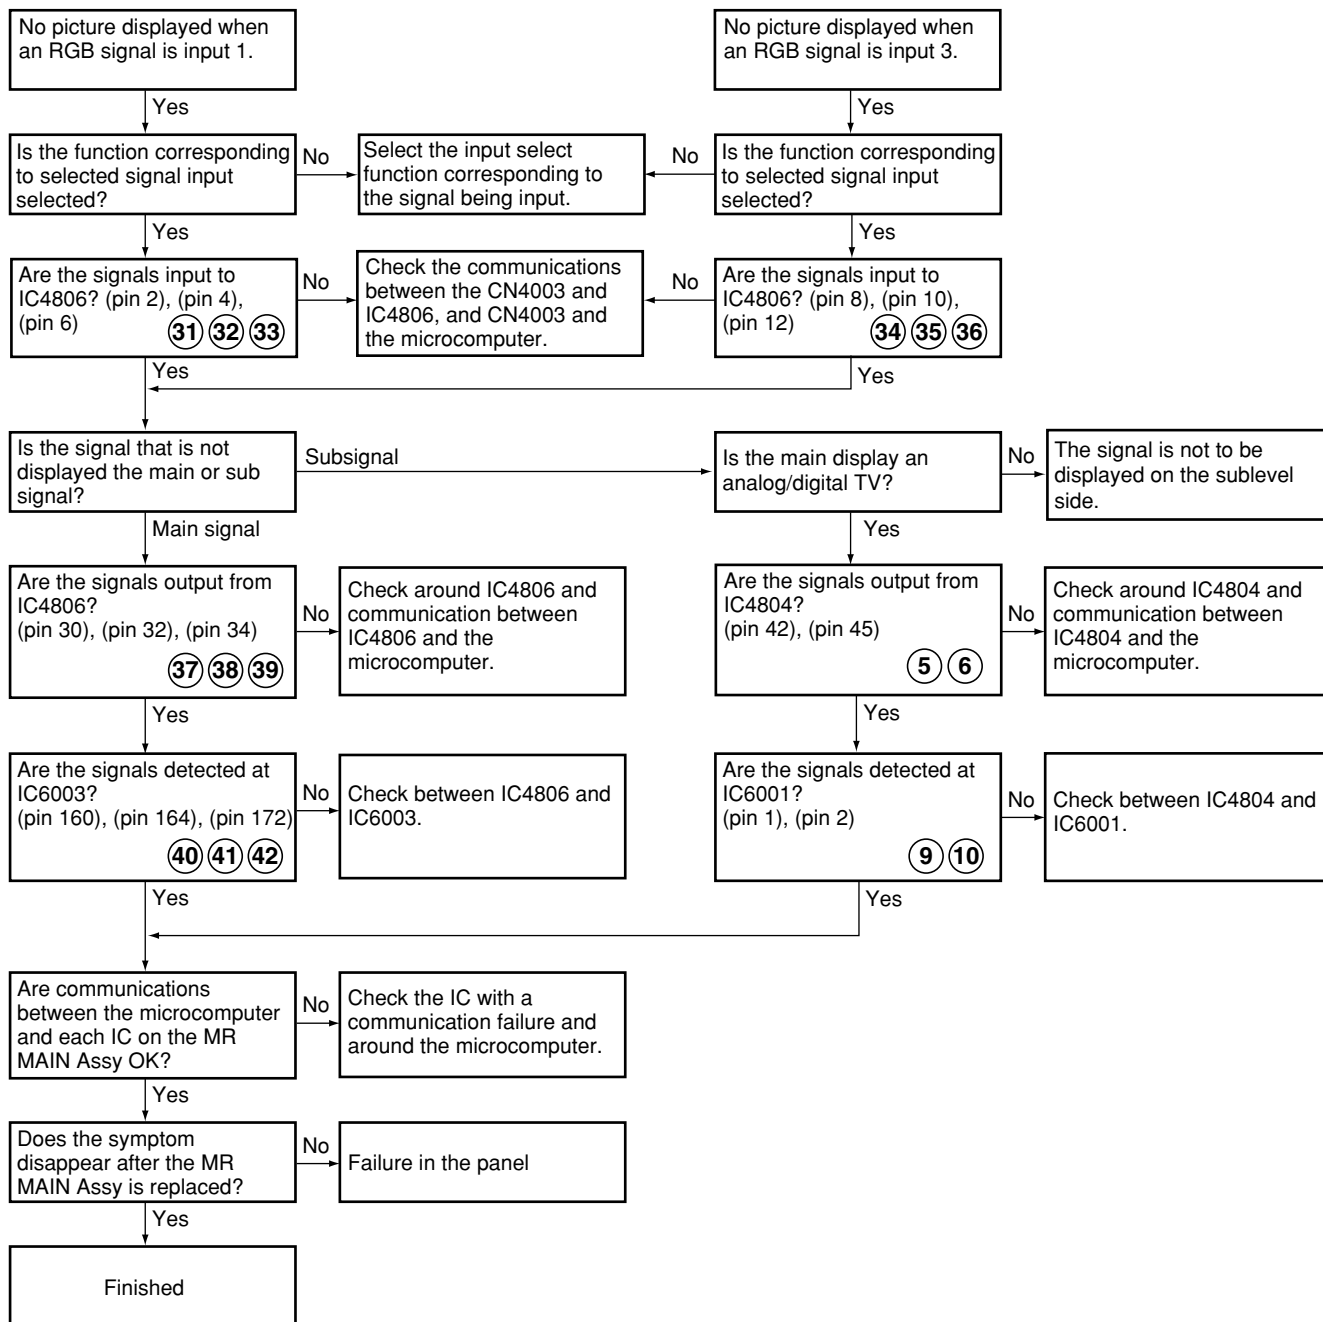 No picture displayed when
an RGB signal is input 1.
No picture displayed when
an RGB signal is input 3.
Yes
Yes
Is the function corresponding
to selected signal input
selected?
No
Select the input select
function corresponding to
the signal being input.
No
Is the function corresponding
to selected signal input
selected?
Yes
Yes
Are the signals input to
IC4806? (pin 2), (pin 4),
(pin 6)
31 32 33
No
Check the communications
between the CN4003 and
IC4806, and CN4003 and
the microcomputer.
No
Are the signals input to
IC4806? (pin 8), (pin 10),
(pin 12)
34 35 36
Yes
Yes
Is the signal that is not
displayed the main or sub
signal?
Subsignal
Is the main display an
analog/digital TV?
No
The signal is not to be
displayed on the sublevel
side.
Main signal
Yes
Are the signals output from
IC4806?
(pin 30), (pin 32), (pin 34)
37 38 39
No
Check around IC4806 and
communication between
IC4806 and the
microcomputer.
Are the signals output from
IC4804?
(pin 42), (pin 45)
5 6
No
Check around IC4804 and
communication between
IC4804 and the
microcomputer.
Yes
Yes
Are the signals detected at
IC6003?
(pin 160), (pin 164), (pin 172)
40 41 42
No
Check between IC4806 and
IC6003.
Are the signals detected at
IC6001?
(pin 1), (pin 2)
9 10
No
Check between IC4804 and
IC6001.
Yes
Yes
Are communications
between the microcomputer
and each IC on the MR
MAIN Assy OK?
No
Check the IC with a
communication failure and
around the microcomputer.
Yes
Does the symptom
disappear after the MR
MAIN Assy is replaced?
No
Failure in the panel
Yes
Finished